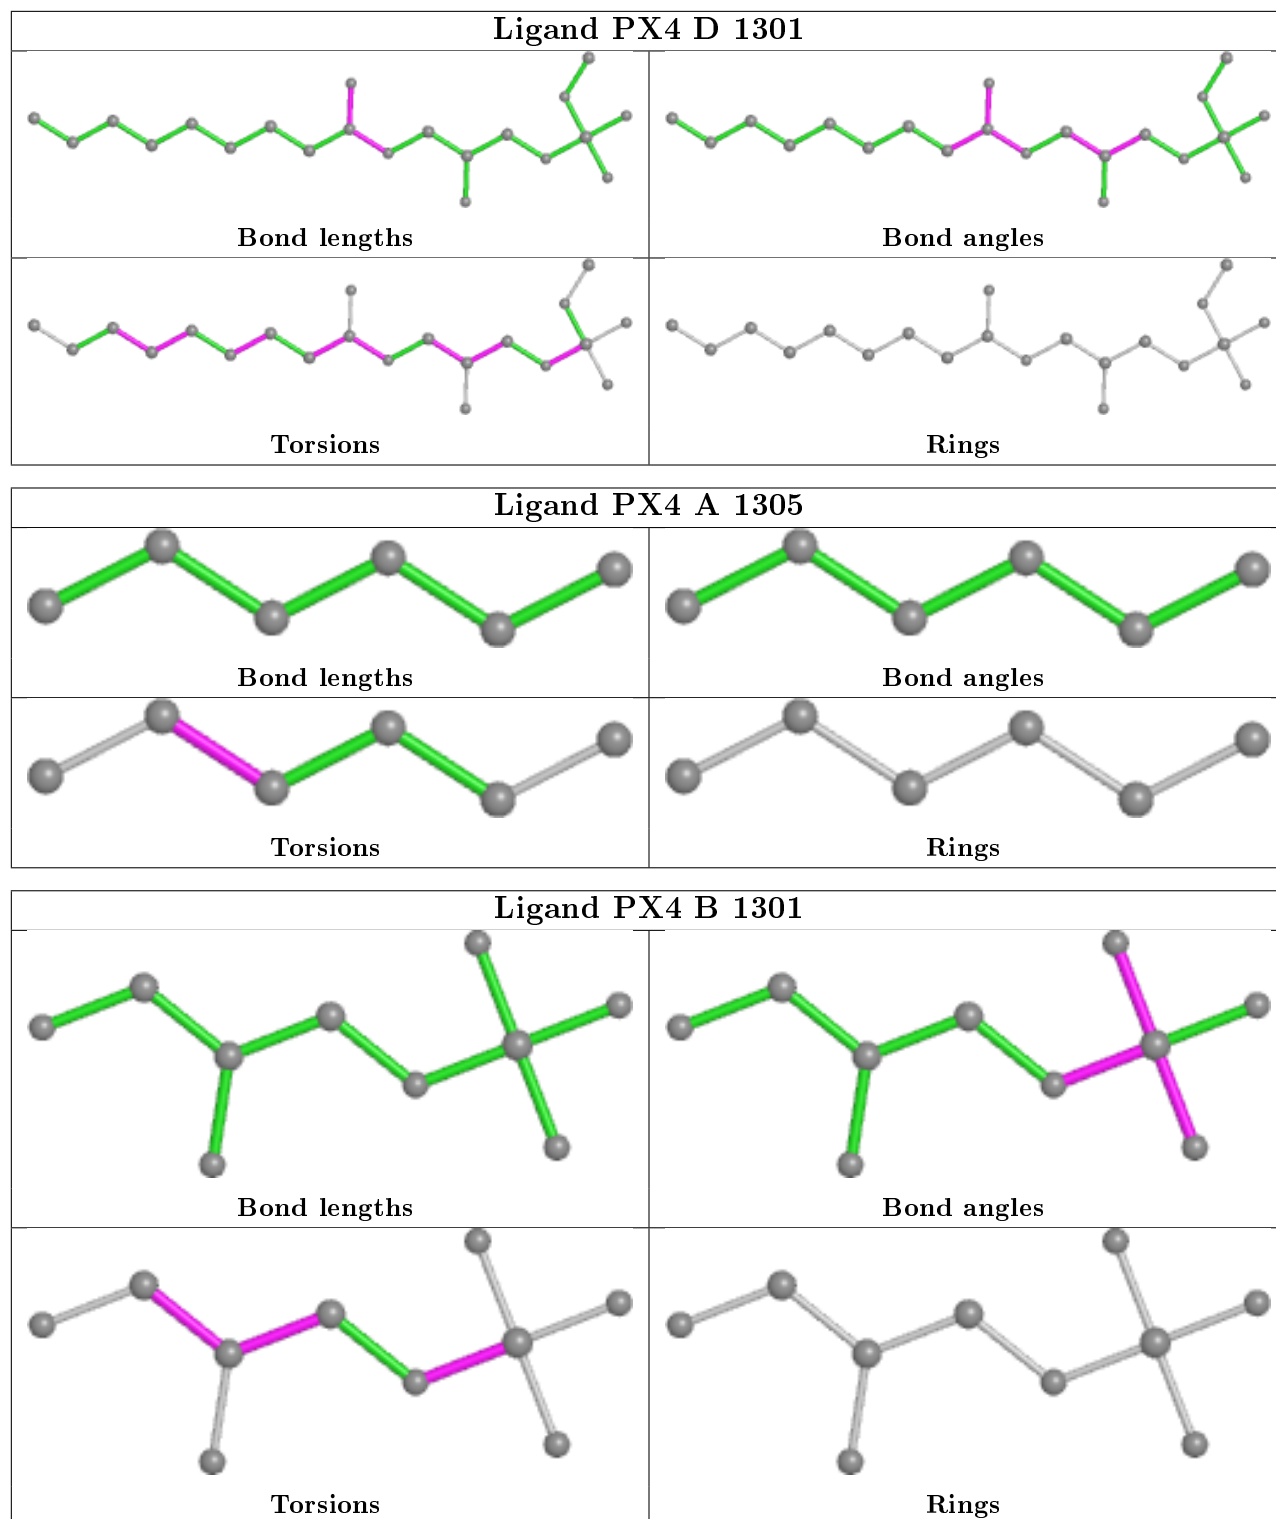 Ligand PX4 D 1301
Bond lengths
Bond angles
Torsions
Rings
Ligand PX4 A 1305
Bond lengths
Bond angles
Torsions
Rings
Ligand PX4 B 1301
Bond lengths
Bond angles
Torsions
Rings